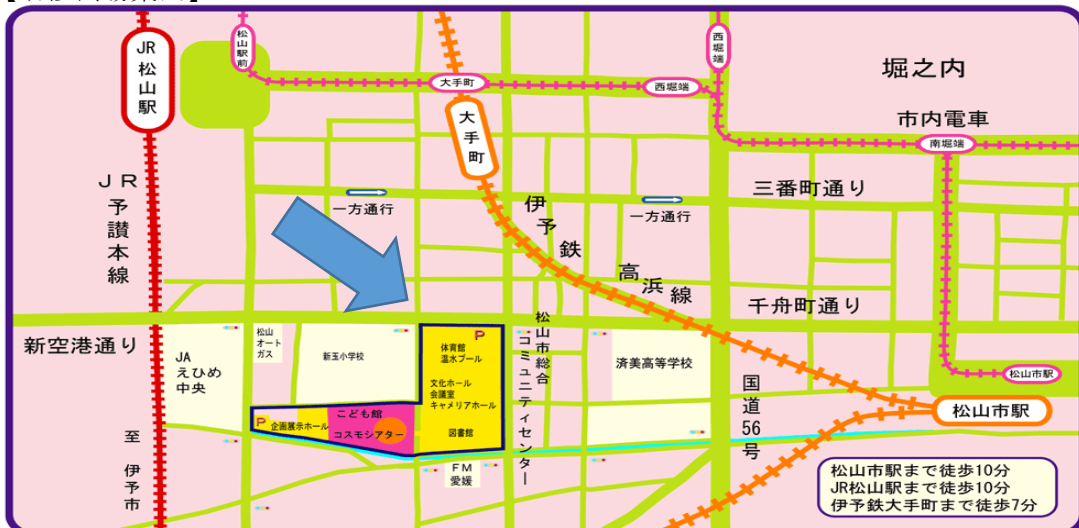 JR
松山駅
松山駅前
大手町
西堀端
西堀端
堀之内
市内電車
南堀端
大手町
JR予讃本線
一方通行
一方通行
三番町通り
伊予鉄
高浜線
千舟町通り
新空港通り
JA
えひめ
中央
松山
オート
ガス
新玉小学校
P
体育館
温水プール
文化ホール
会議室
キャメリアホール
図書館
松山市総合
コミュニティセンター
済美高等学校
国道56号
松山市駅
松山市駅
P
企画展示ホール
こども館
コスモシアター
至伊予市
FM
愛媛
松山市駅まで徒歩10分
JR松山駅まで徒歩10分
伊予鉄大手町まで徒歩7分